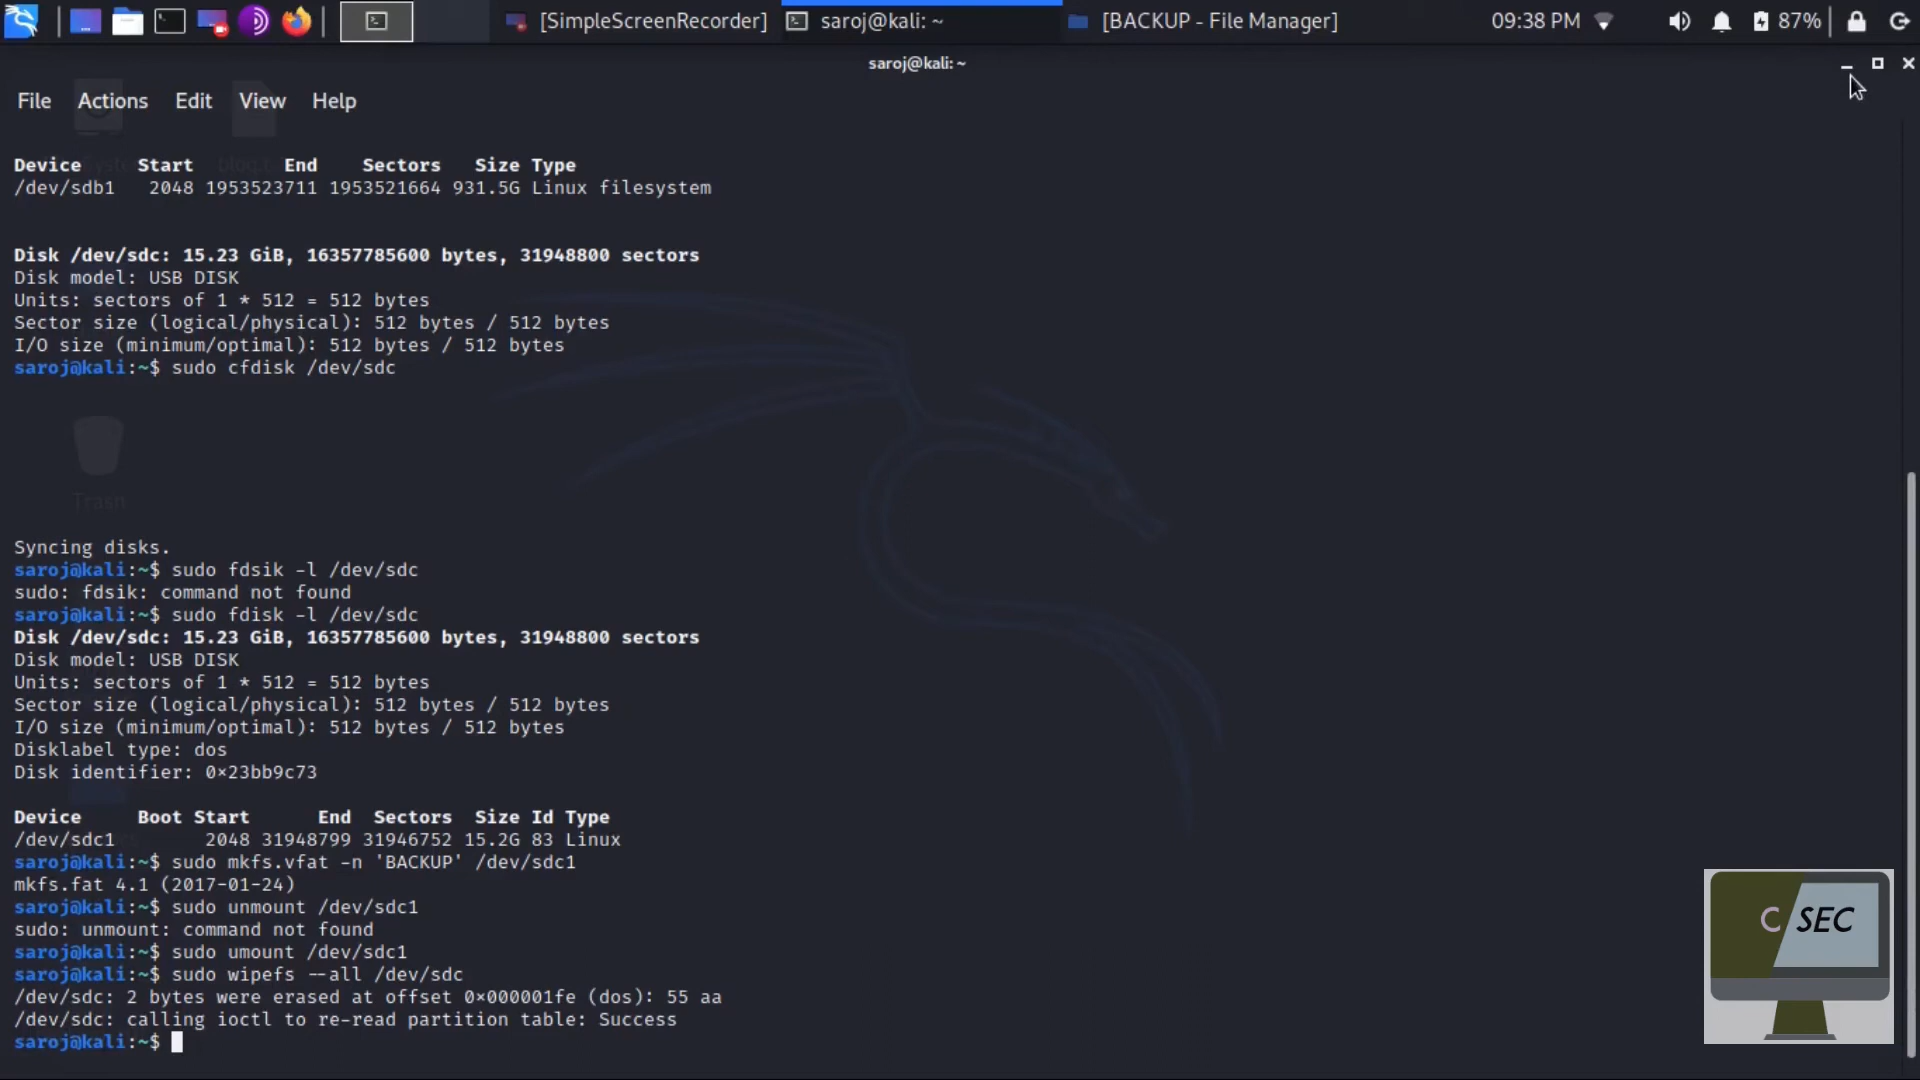 [SimpleScreenRecorder] saroj@kali: ~ [BACKUP - File Manager] 09:38 PM 87%
saroj@kali: ~
File Actions Edit View Help
Device Start End Sectors Size Type
/dev/sdb1 2048 1953523711 1953521664 931.5G Linux filesystem
Disk /dev/sdc: 15.23 GiB, 16357785600 bytes, 31948800 sectors
Disk model: USB DISK
Units: sectors of 1 * 512 = 512 bytes
Sector size (logical/physical): 512 bytes / 512 bytes
I/O size (minimum/optimal): 512 bytes / 512 bytes
saroj@kali:~$ sudo cfdisk /dev/sdc
Trash
Syncing disks.
saroj@kali:~$ sudo fdsik -l /dev/sdc
sudo: fdsik: command not found
saroj@kali:~$ sudo fdisk -l /dev/sdc
Disk /dev/sdc: 15.23 GiB, 16357785600 bytes, 31948800 sectors
Disk model: USB DISK
Units: sectors of 1 * 512 = 512 bytes
Sector size (logical/physical): 512 bytes / 512 bytes
I/O size (minimum/optimal): 512 bytes / 512 bytes
Disklabel type: dos
Disk identifier: 0x23bb9c73
Device Boot Start End Sectors Size Id Type
/dev/sdc1 2048 31948799 31946752 15.2G 83 Linux
saroj@kali:~$ sudo mkfs.vfat -n 'BACKUP' /dev/sdc1
mkfs.fat 4.1 (2017-01-24)
saroj@kali:~$ sudo unmount /dev/sdc1
sudo: unmount: command not found
saroj@kali:~$ sudo umount /dev/sdc1
saroj@kali:~$ sudo wipefs --all /dev/sdc
/dev/sdc: 2 bytes were erased at offset 0x000001fe (dos): 55 aa
/dev/sdc: calling ioctl to re-read partition table: Success
saroj@kali:~$
C SEC